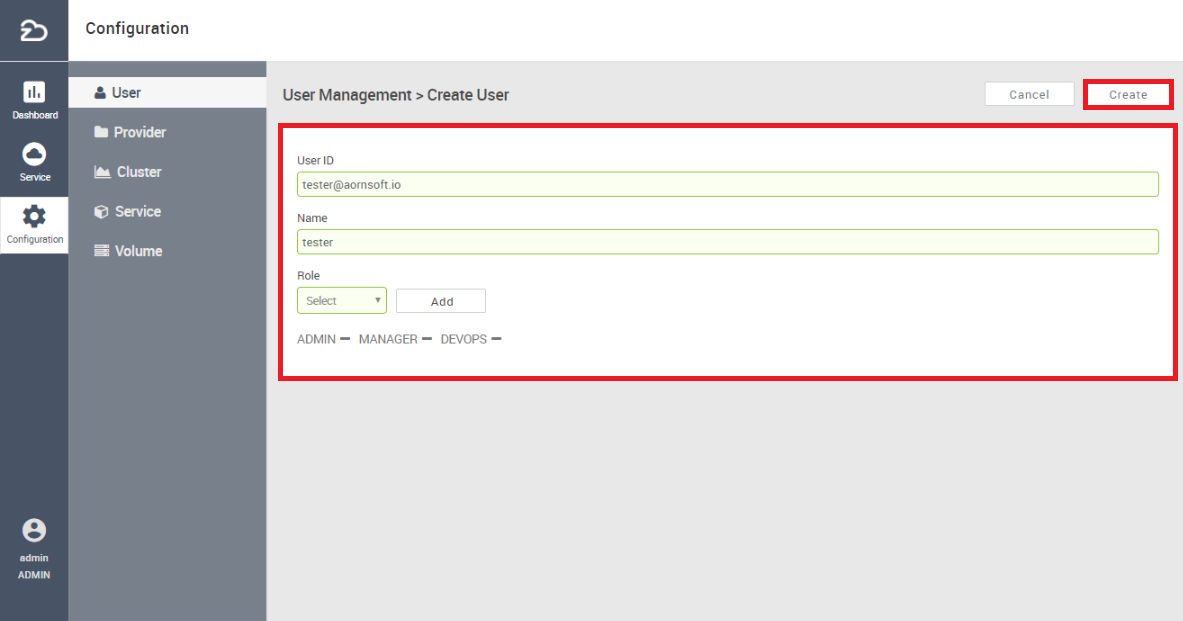 Configuration
Dashboard
Service
Configuration
admin
ADMIN
User
Provider
Cluster
Service
Volume
User Management > Create User
Cancel
Create
User ID
tester@aornsoft.io
Name
tester
Role
Select
Add
ADMIN MANAGER DEVOPS